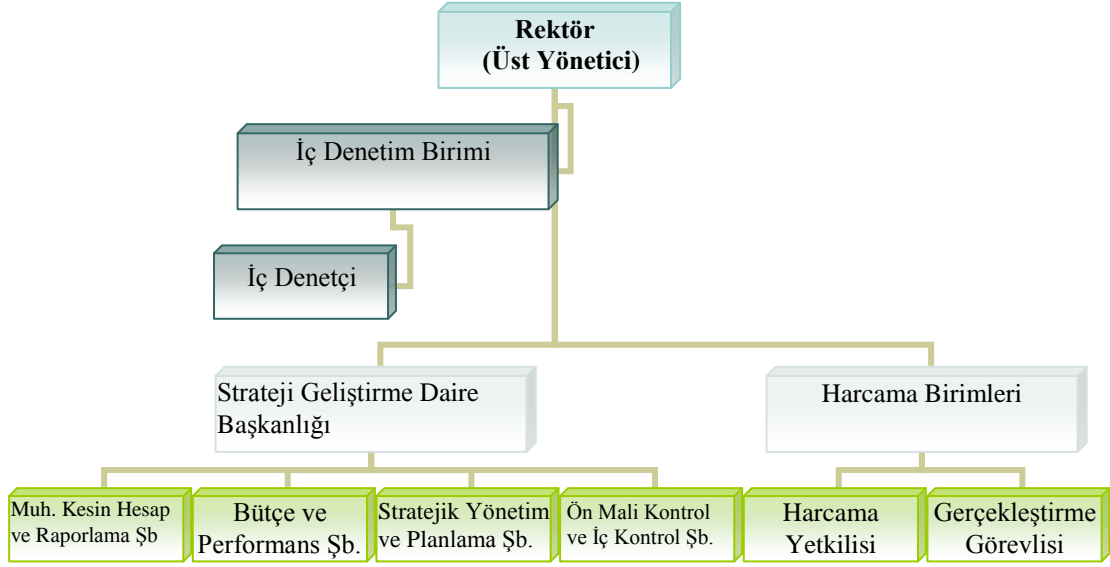 Rektör
(Üst Yönetici)
İç Denetim Birimi
İç Denetçi
Strateji Geliştirme Daire
Başkanlığı
Harcama Birimleri
Muh. Kesin Hesap
ve Raporlama Şb
Bütçe ve
Performans Şb.
Stratejik Yönetim
ve Planlama Şb.
Ön Mali Kontrol
ve İç Kontrol Şb.
Harcama
Yetkilisi
Gerçekleştirme
Görevlisi